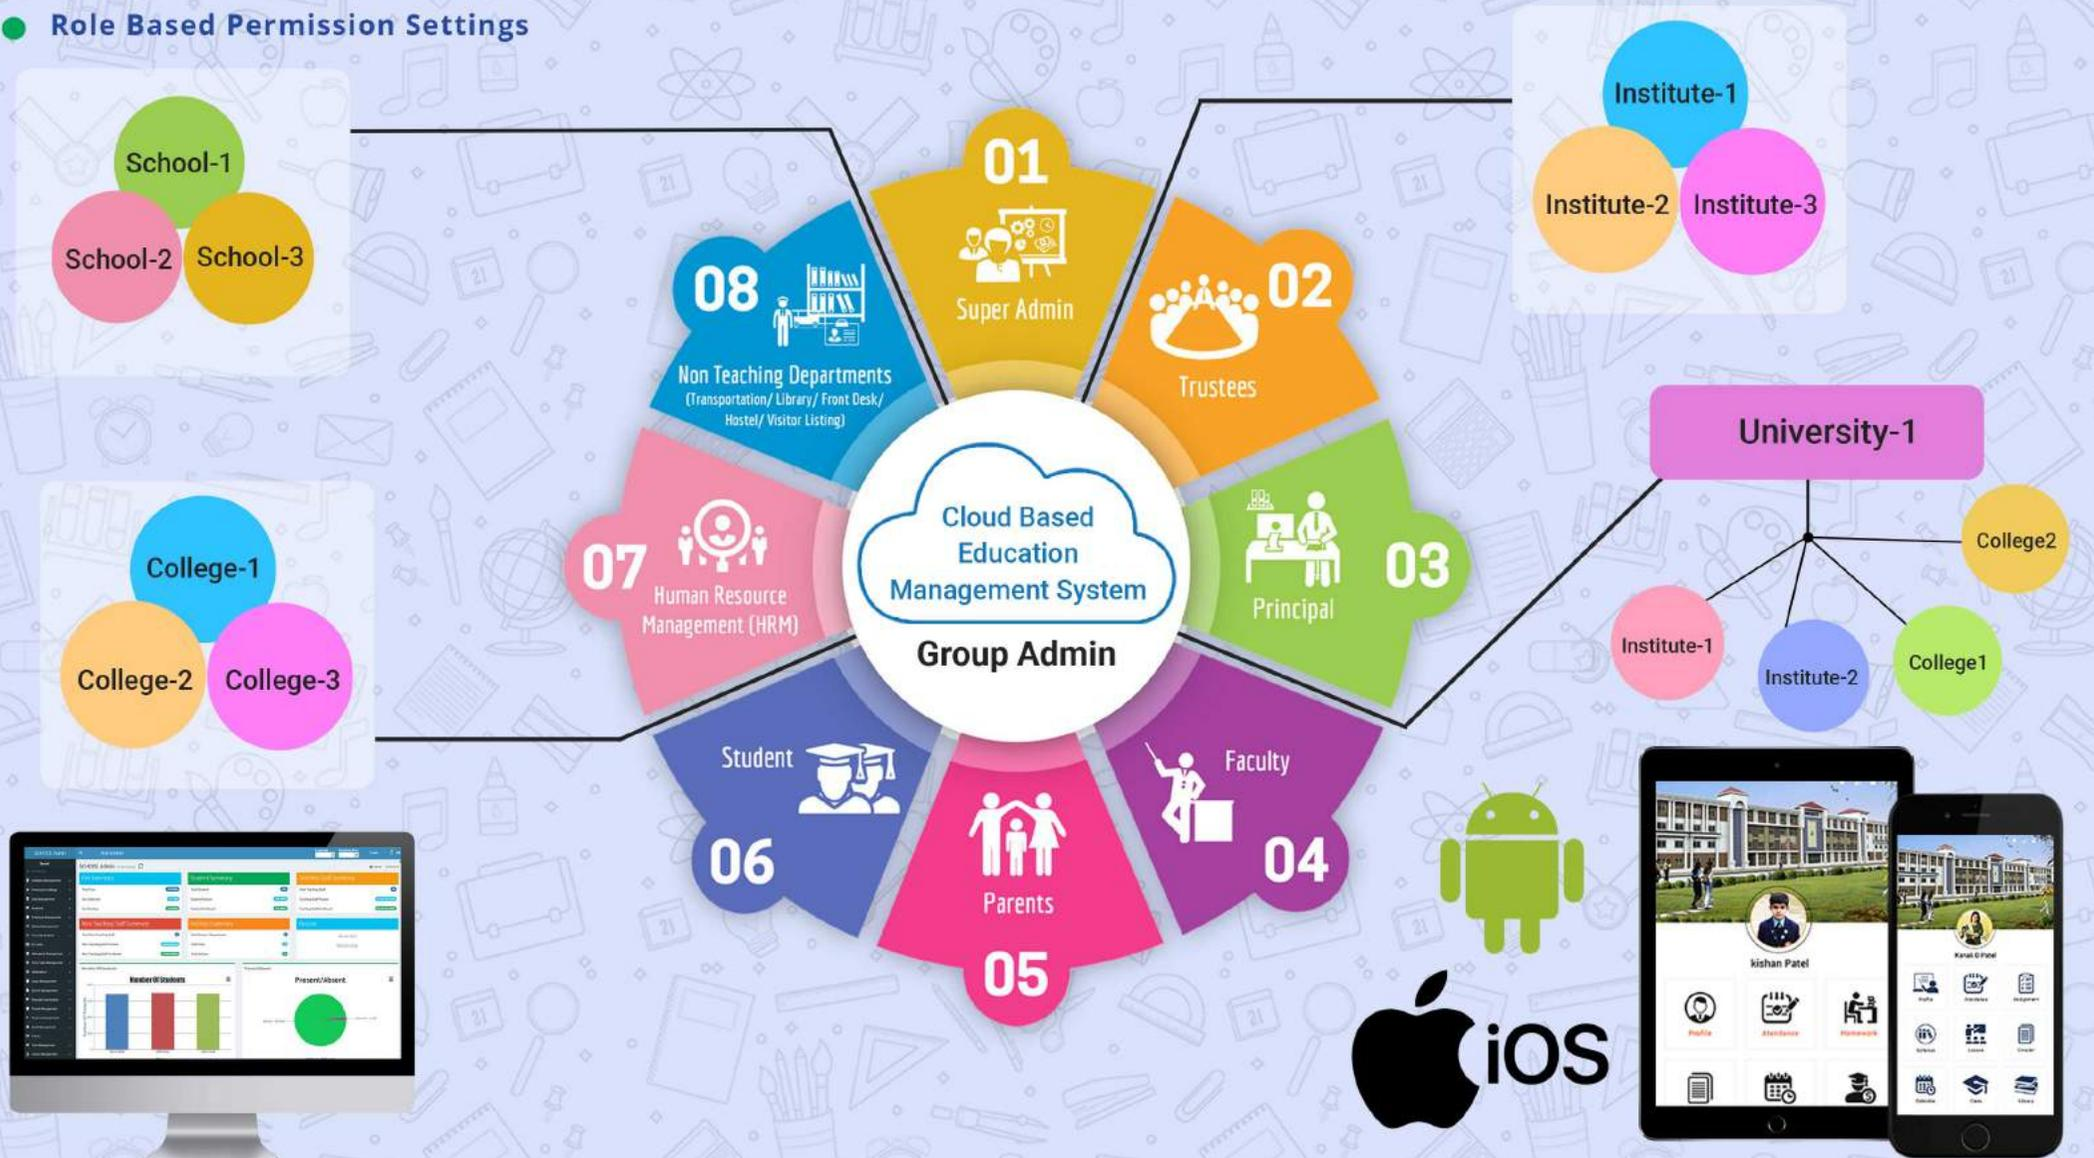 Role Based Permission Settings
School-1
School-2
School-3
Institute-1
Institute-2
Institute-3
01
Super Admin
02
Trustees
03
Principal
Faculty
04
Parents
05
Student
06
07
Human Resource
Management (HRM)
08
Non Teaching Departments
(Transportation/ Library/ Front Desk/
Hostel/ Visitor Listing)
Cloud Based
Education
Management System
Group Admin
University-1
College2
Institute-1
Institute-2
College1
College-1
College-2
College-3
Number Of Students
Present/Absent
iOS
kishan Patel
Profile
Attendance
Homework